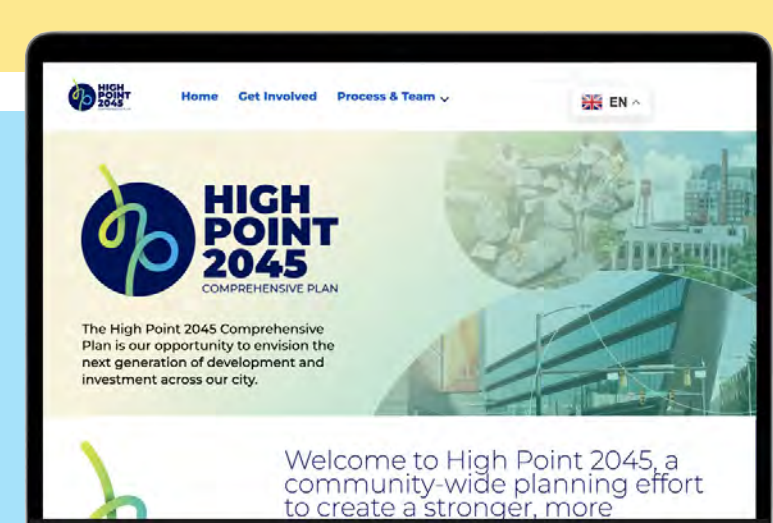 HIGH
POINT
2045
Home Get Involved Process & Team
EN
HIGH
POINT
2045
COMPREHENSIVE PLAN
The High Point 2045 Comprehensive
Plan is our opportunity to envision the
next generation of development and
investment across our city.
Welcome to High Point 2045, a
community-wide planning effort
to create a stronger, more